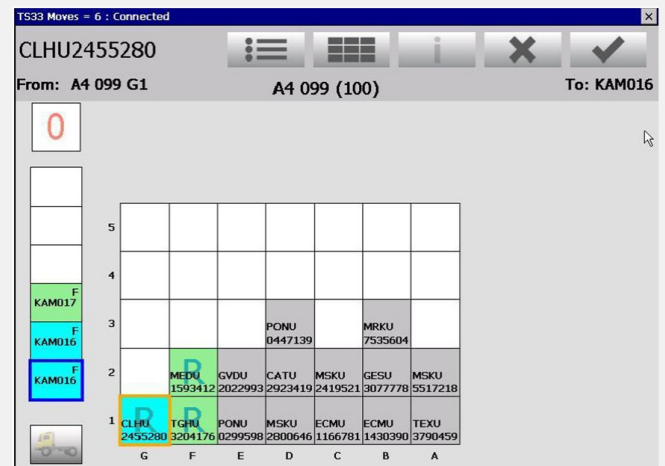 TS33 Moves = 6 : Connected
CLHU2455280
From: A4 099 G1
A4 099 (100)
To: KAM016
0
F
KAM017
F
KAM016
F
KAM016
5
4
3
PONU
0447139
MRKU
7535604
2
R
MEDU
1593412
GVDU
2022993
CATU
2923419
MSKU
2419521
GESU
3077778
MSKU
5517218
1
R
CLHU
2455280
R
TGHU
3204176
PONU
0299598
MSKU
2800646
ECMU
1166781
ECMU
1430390
TEXU
3790459
G F E D C B A